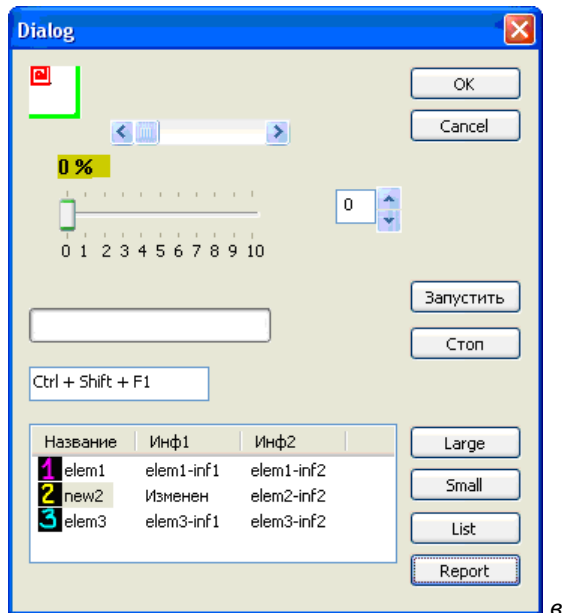 Dialog
OK
Cancel
0 %
0
0 1 2 3 4 5 6 7 8 9 10
Запустить
Стоп
Ctrl + Shift + F1
Название Инф1 Инф2
1 elem1 elem1-inf1 elem1-inf2
2 new2 Изменен elem2-inf2
3 elem3 elem3-inf1 elem3-inf2
Large
Small
List
Report
в